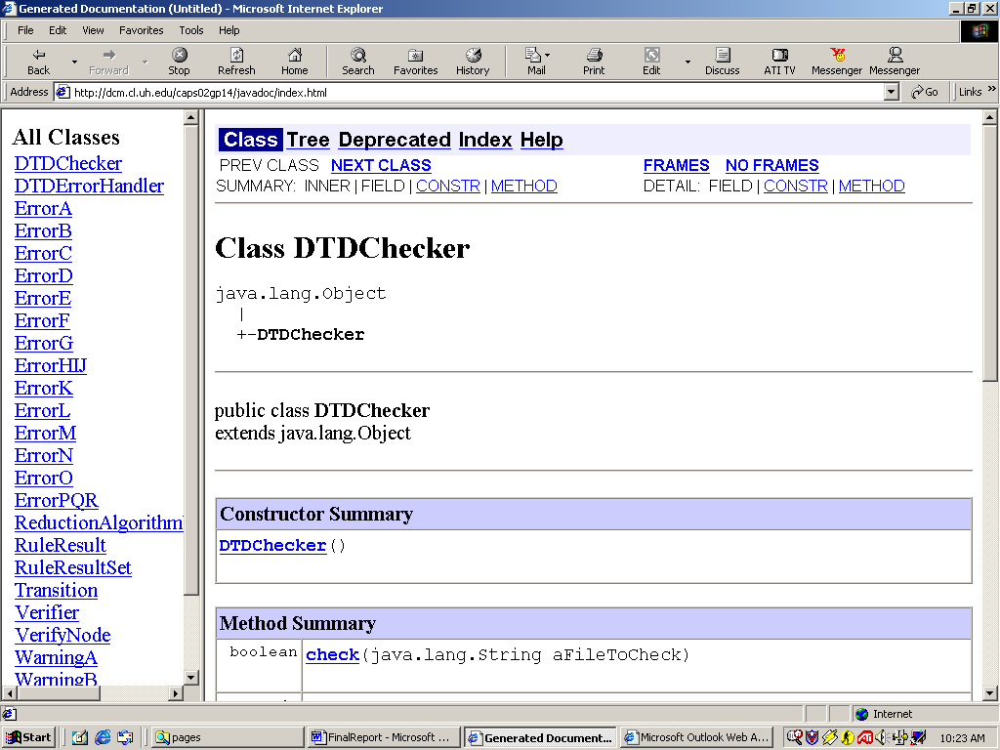 Generated Documentation (Untitled) - Microsoft Internet Explorer
File Edit View Favorites Tools Help
Back Forward Stop Refresh Home Search Favorites History Mail Print Edit Discuss ATI TV Messenger Messenger
Address http://dcm.cl.uh.edu/caps02gp14/javadoc/index.html Go Links »
All Classes
DTDChecker
DTDErrorHandler
ErrorA
ErrorB
ErrorC
ErrorD
ErrorE
ErrorF
ErrorG
ErrorHIJ
ErrorK
ErrorL
ErrorM
ErrorN
ErrorO
ErrorPQR
ReductionAlgorithm
RuleResult
RuleResultSet
Transition
Verifier
VerifyNode
WarningA
WarningB
Class Tree Deprecated Index Help
PREV CLASS NEXT CLASS FRAMES NO FRAMES
SUMMARY: INNER | FIELD | CONSTR | METHOD DETAIL: FIELD | CONSTR | METHOD
Class DTDChecker
java.lang.Object
|
+-DTDChecker
public class DTDChecker
extends java.lang.Object
Constructor Summary
DTDChecker()
Method Summary
boolean check(java.lang.String aFileToCheck)
Internet
Start pages FinalReport - Microsoft ... Generated Document... Microsoft Outlook Web A... 10:23 AM